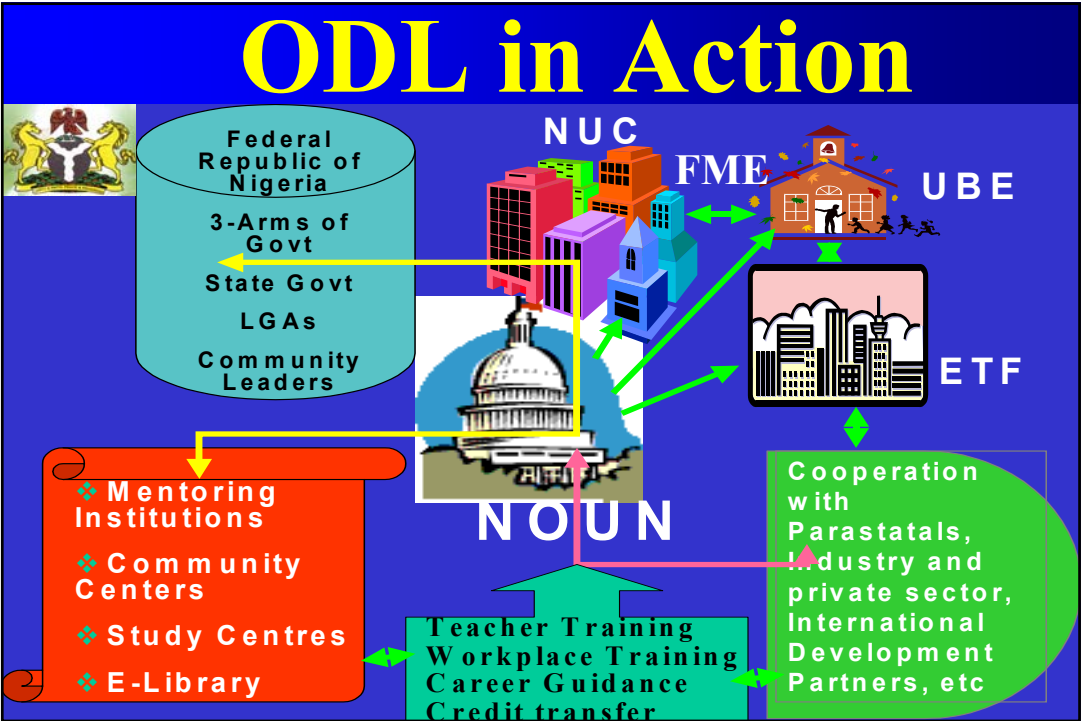 ODL in Action
Federal
Republic of
Nigeria
3-Arms of
Govt
State Govt
LGAs
Community
Leaders
NUC
FME
UBE
ETF
NOUN
Mentoring
Institutions
Community
Centers
Study Centres
E-Library
Teacher Training
Workplace Training
Career Guidance
Credit transfer
Cooperation
with
Parastatals,
Industry and
private sector,
International
Development
Partners, etc